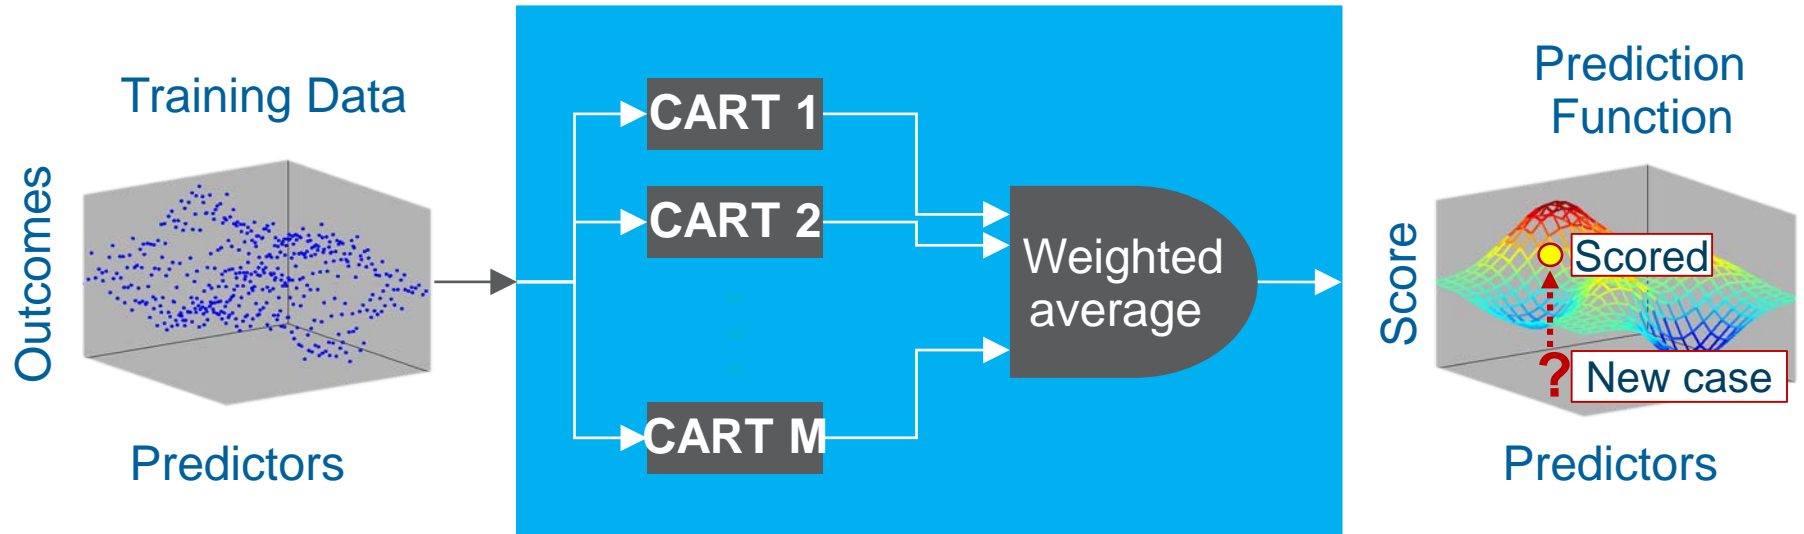 Training Data
Outcomes
Predictors
CART 1
CART 2
CART M
Weighted
average
Prediction
Function
Score
Scored
?
New case
Predictors